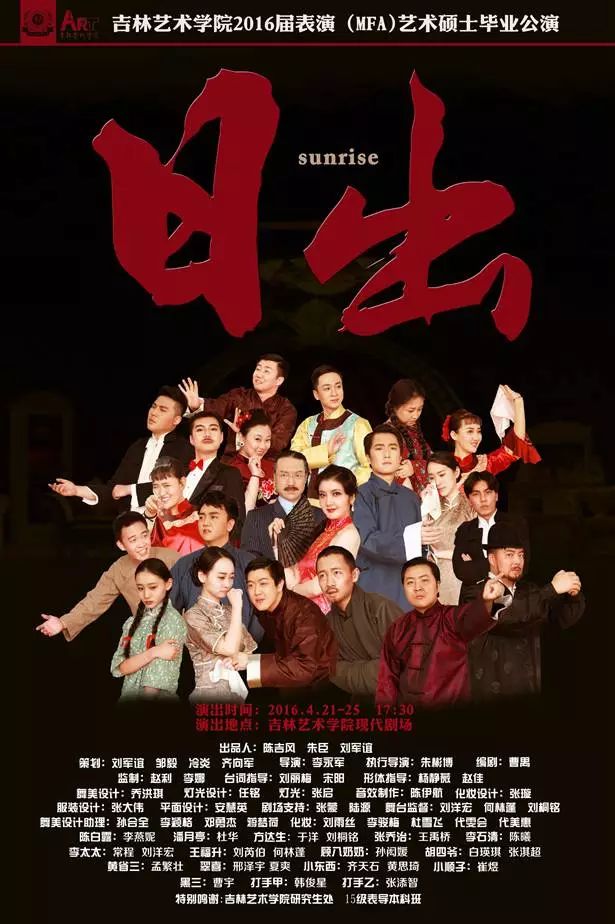 ART
吉林艺术学院2016届表演（MFA)艺术硕士毕业公演
日出
sunrise
演出时间：2016.4.21-25 17:30
演出地点：吉林艺术学院现代剧场
出品人：陈吉风 朱臣 刘军谊
策划：刘军谊 邹毅 冷炎 齐向军 导演：李永军 执行导演：朱彬博 编剧：曹禺
监制：赵利 李娜 台词指导：刘丽梅 宋阳 形体指导：杨静薇 赵佳
舞美设计：乔洪琪 灯光设计：任铭 灯光：张启 音效制作：陈伊航 化妆设计：张璇
服装设计：张大伟 平面设计：安慧英 剧场支持：张蒙 陆源 舞台监督：刘洋宏 何林蓬 刘桐铭
舞美设计助理：孙合全 李颖格 邓勇杰 化妆：刘雨丝 李骏梅 杜雪飞 代雯会 代美惠
陈白露：李燕妮 潘月亭：杜华 方达生：于洋 刘桐铭 张乔治：王禹桥 李石清：陈曦
李太太：常程 刘洋宏 王福升：刘芮伯 何林蓬 顾八奶奶：孙闳媛 胡四爷：白瑛琪 张淇超
黄省三：孟繁壮 翠喜：邢泽宇 夏爽 小东西：齐天石 黄思琦 小顺子：崔煜
黑三：曹宇 打手甲：韩俊星 打手乙：张添智
特别鸣谢：吉林艺术学院研究生处 15级表导本科班